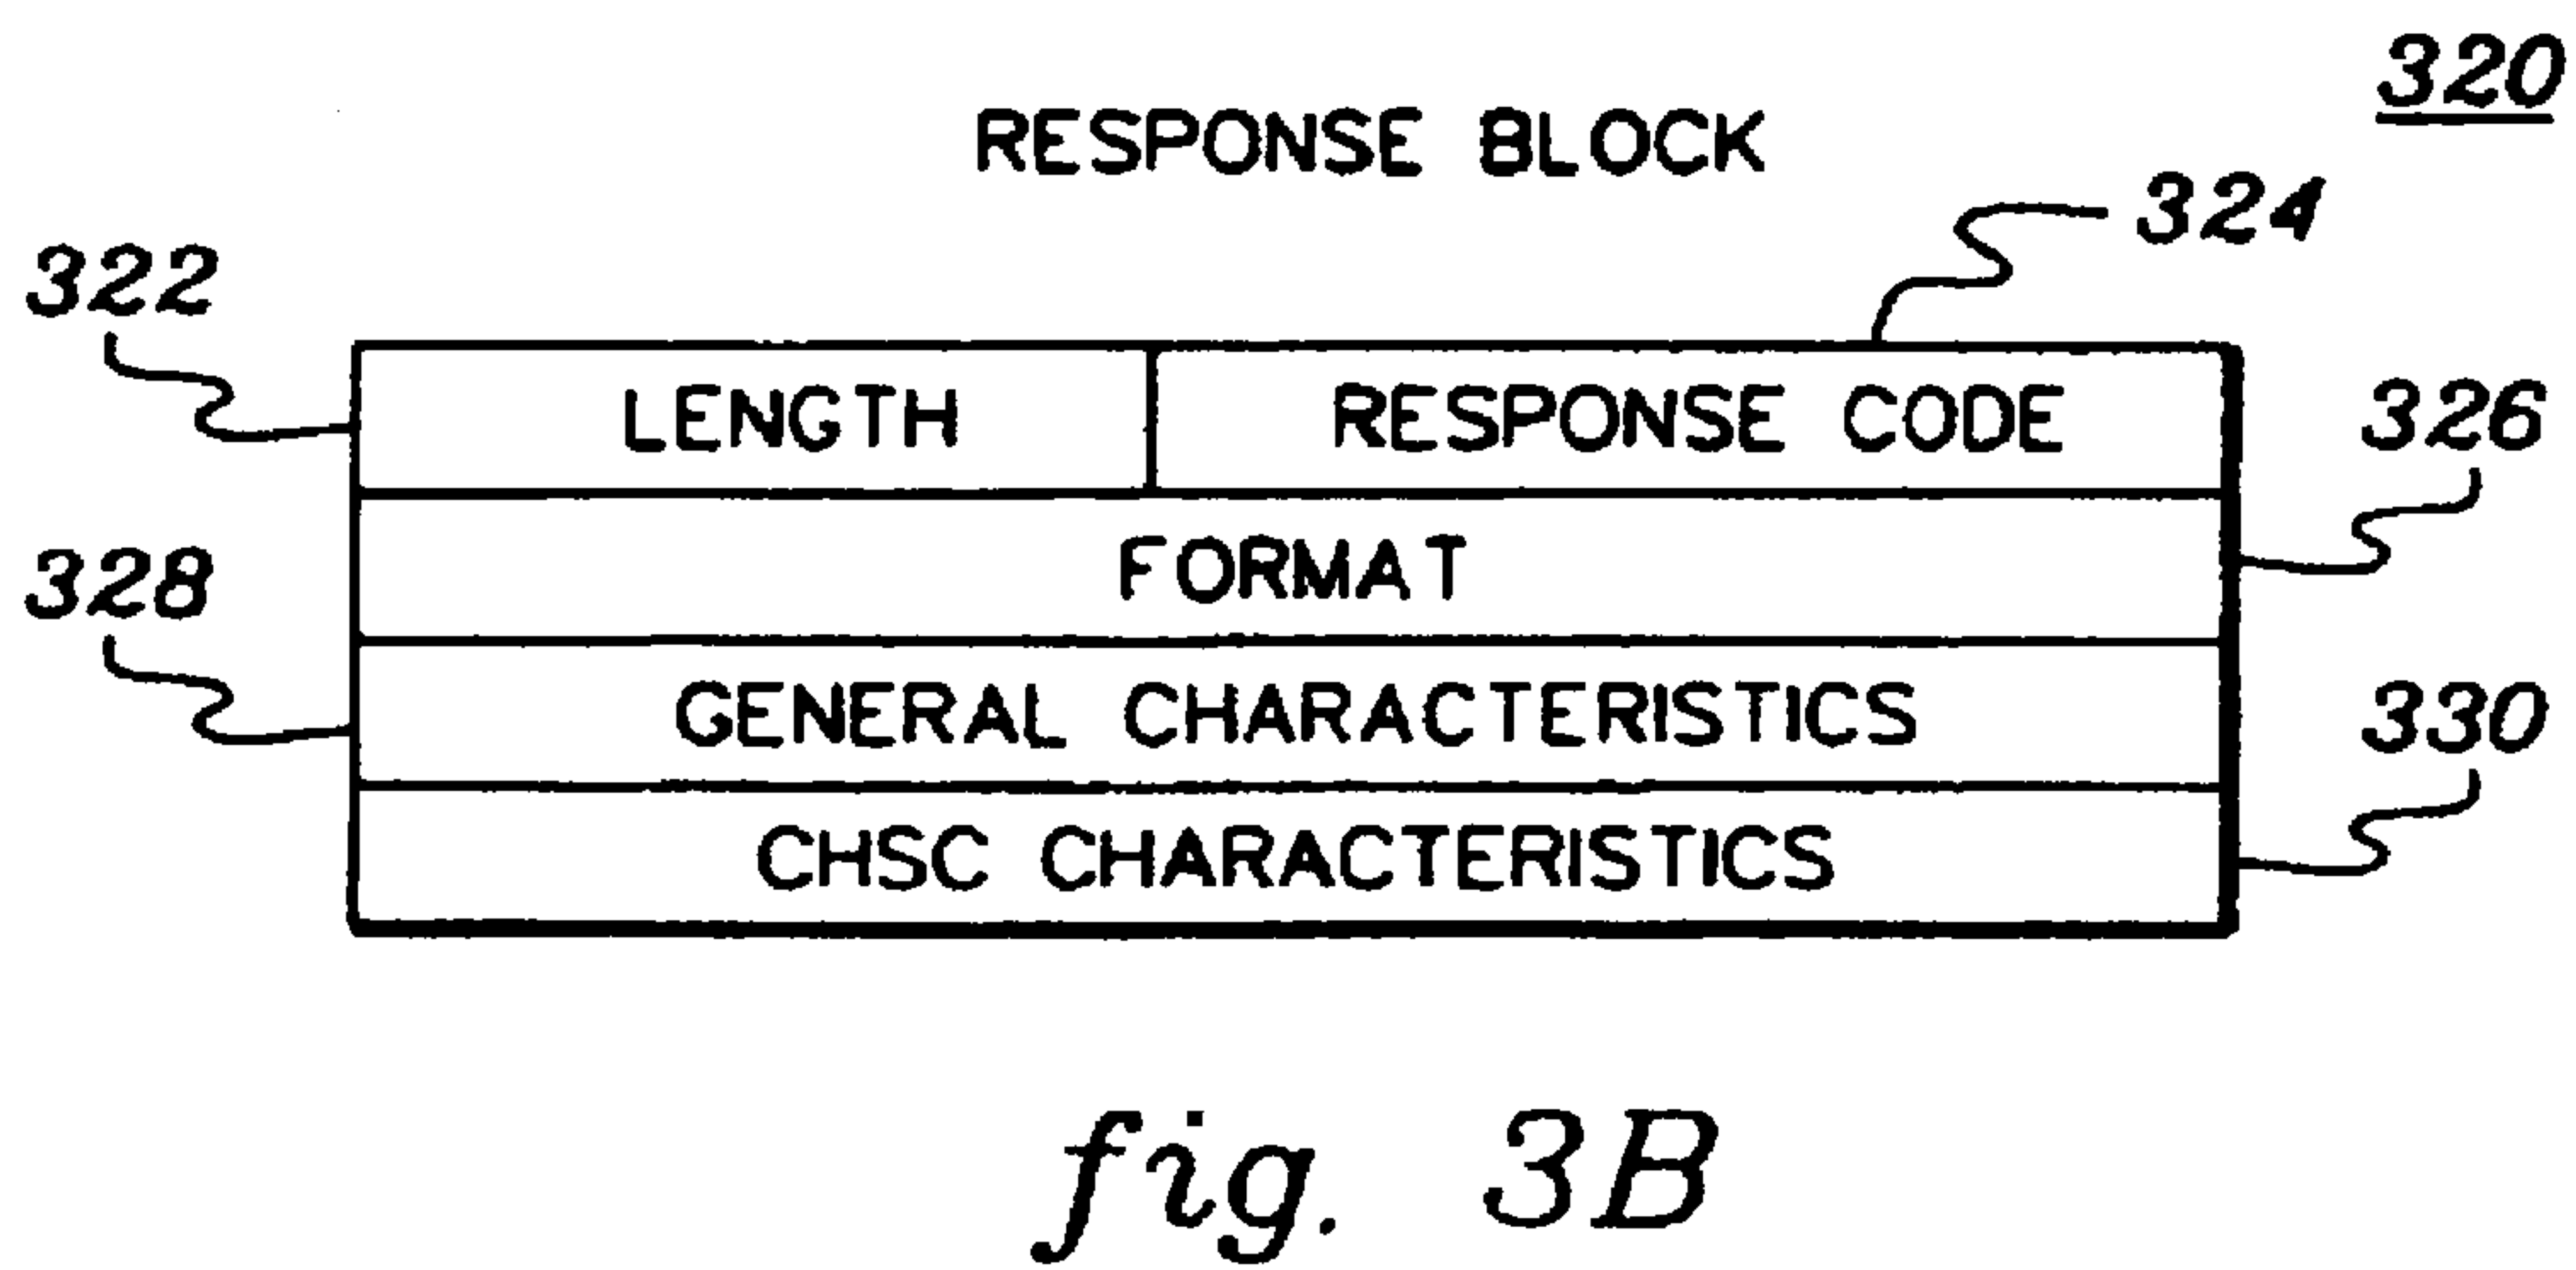 320
RESPONSE BLOCK
324
322
LENGTH RESPONSE CODE
326
FORMAT
328
GENERAL CHARACTERISTICS
330
CHSC CHARACTERISTICS
fig. 3B